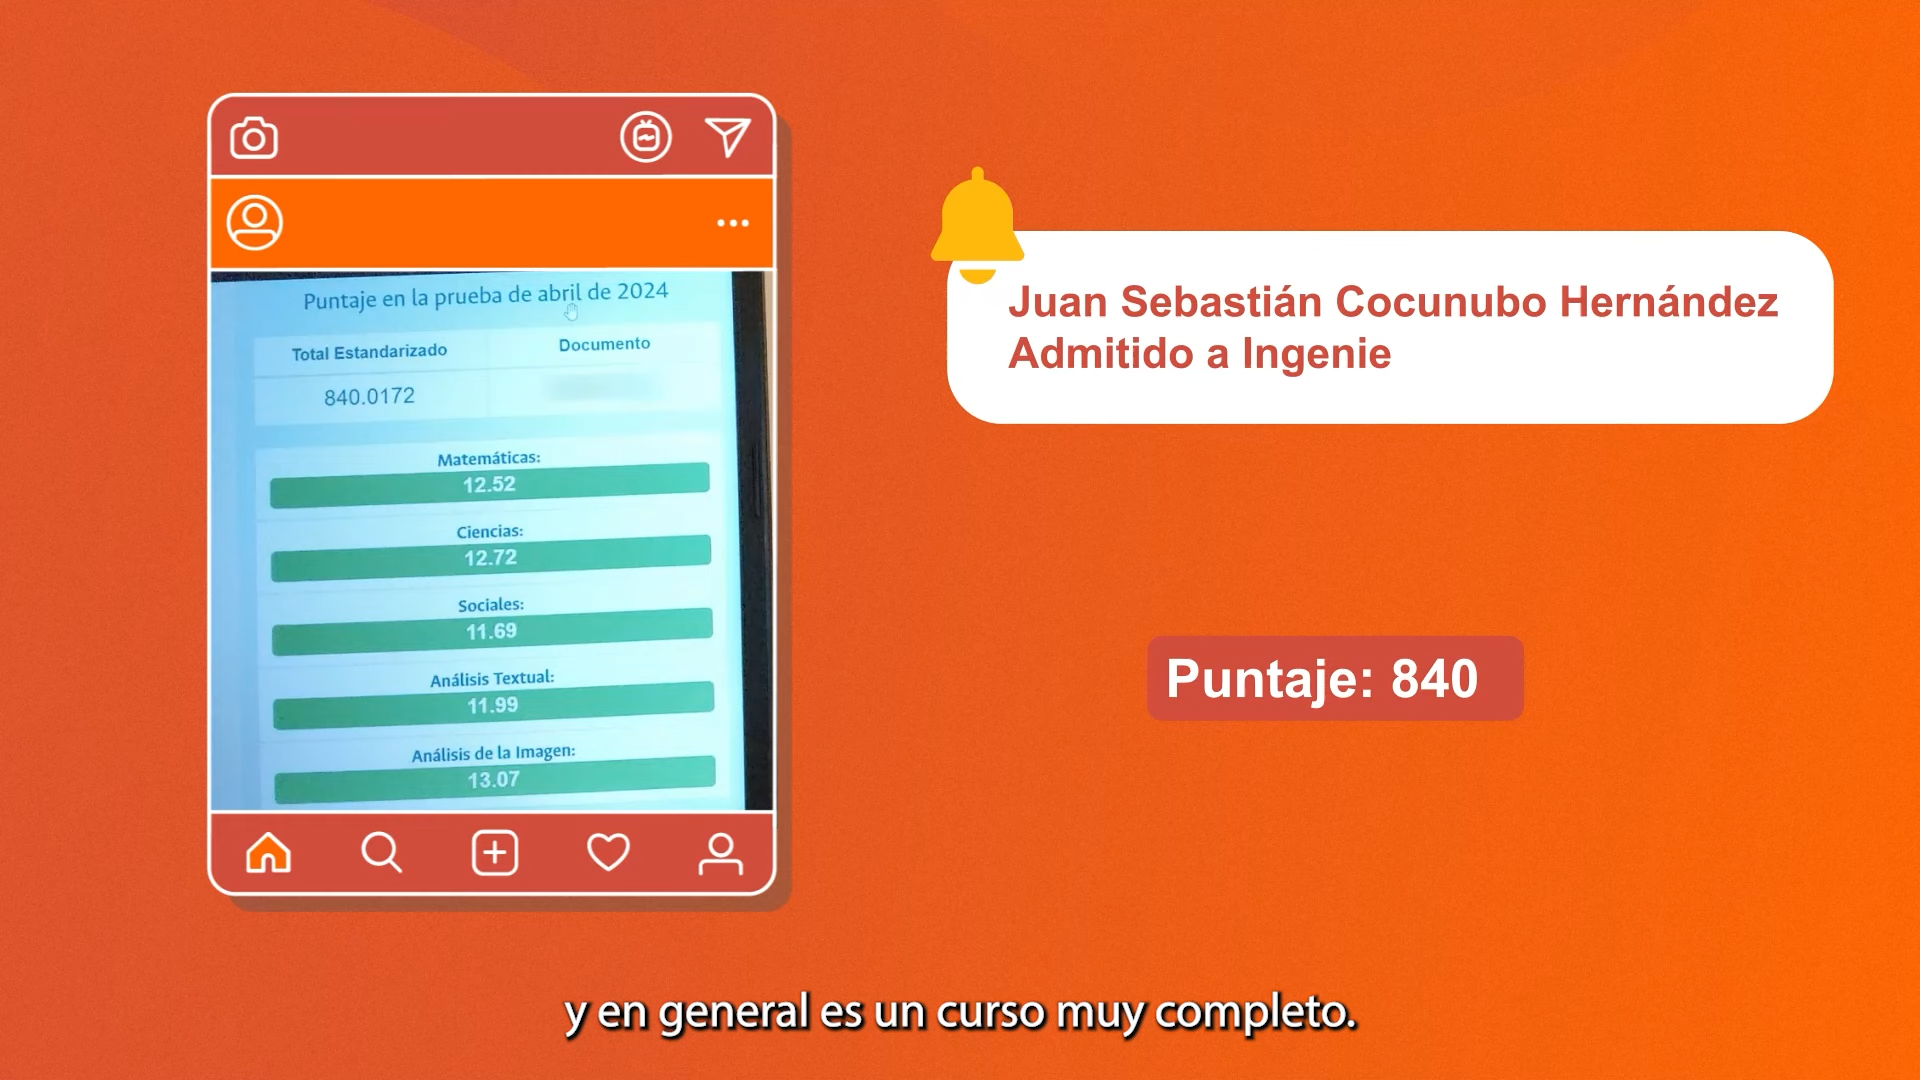 Puntaje en la prueba de abril de 2024
Total Estandarizado
Documento
840.0172
Matemáticas:
12.52
Ciencias:
12.72
Sociales:
11.69
Análisis Textual:
11.99
Análisis de la Imagen:
13.07
Juan Sebastián Cocunubo Hernández
Admitido a Ingenie
Puntaje: 840
y en general es un curso muy completo.